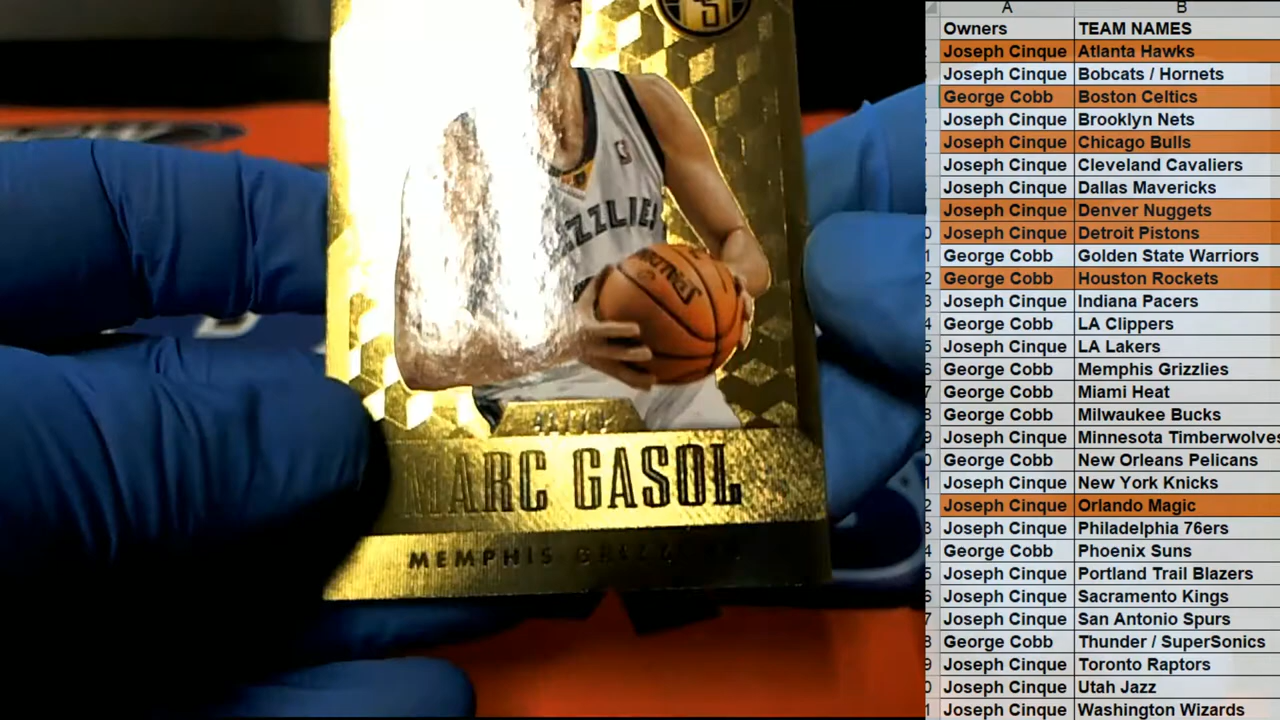 ZZLIES
SPALDING
MARC GASOL
MEMPHIS GRIZZLIES
A B
Owners TEAM NAMES
Joseph Cinque Atlanta Hawks
Joseph Cinque Bobcats / Hornets
George Cobb Boston Celtics
Joseph Cinque Brooklyn Nets
Joseph Cinque Chicago Bulls
Joseph Cinque Cleveland Cavaliers
Joseph Cinque Dallas Mavericks
Joseph Cinque Denver Nuggets
Joseph Cinque Detroit Pistons
George Cobb Golden State Warriors
George Cobb Houston Rockets
Joseph Cinque Indiana Pacers
George Cobb LA Clippers
Joseph Cinque LA Lakers
George Cobb Memphis Grizzlies
George Cobb Miami Heat
George Cobb Milwaukee Bucks
Joseph Cinque Minnesota Timberwolves
George Cobb New Orleans Pelicans
Joseph Cinque New York Knicks
Joseph Cinque Orlando Magic
Joseph Cinque Philadelphia 76ers
George Cobb Phoenix Suns
Joseph Cinque Portland Trail Blazers
Joseph Cinque Sacramento Kings
Joseph Cinque San Antonio Spurs
George Cobb Thunder / SuperSonics
Joseph Cinque Toronto Raptors
Joseph Cinque Utah Jazz
Joseph Cinque Washington Wizards